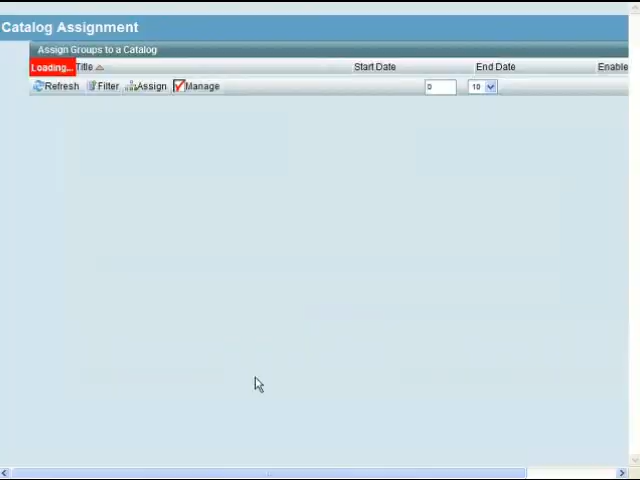 Catalog Assignment
Assign Groups to a Catalog
Loading... Title Start Date End Date Enable
Refresh Filter Assign Manage 0 10